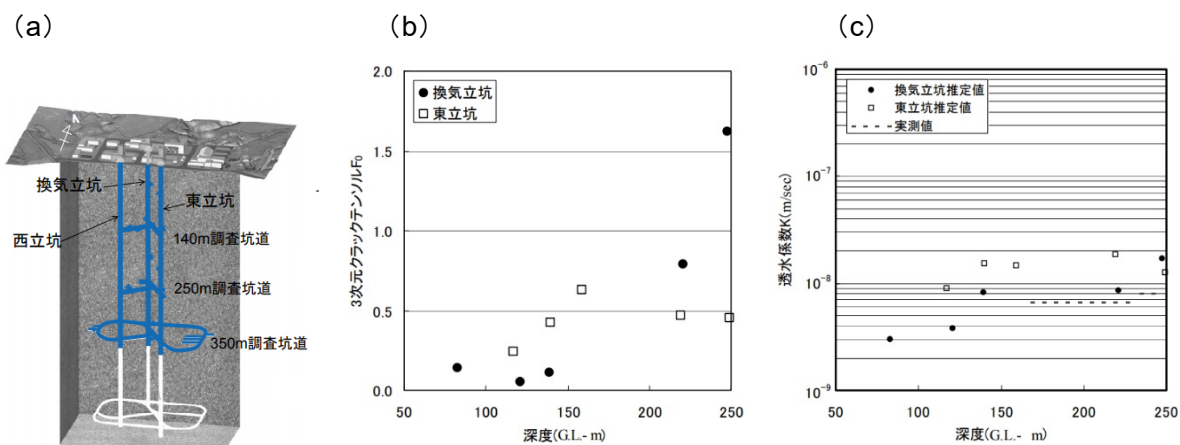 (a)
(b)
(c)
N
換気立坑
東立坑
西立坑
140m調査坑道
250m調査坑道
350m調査坑道
3次元クラックテンソルF0
2.0
1.5
1.0
0.5
0.0
● 換気立坑
□ 東立坑
50 100 150 200 250
深度(G.L.- m)
透水係数K(m/sec)
10-6
10-7
10-8
10-9
● 換気立坑推定値
□ 東立坑推定値
- - - - - 実測値
50 100 150 200 250
深度(G.L.- m)